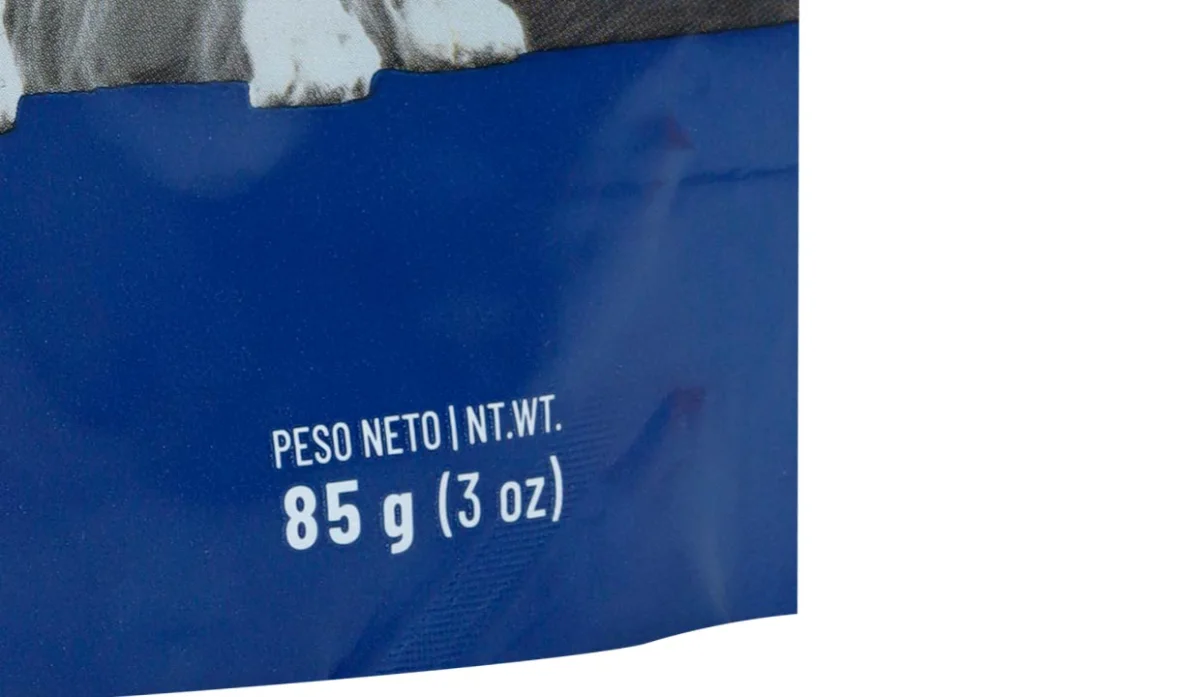 PESO NETO | NT.WT.
85 g (3 oz)